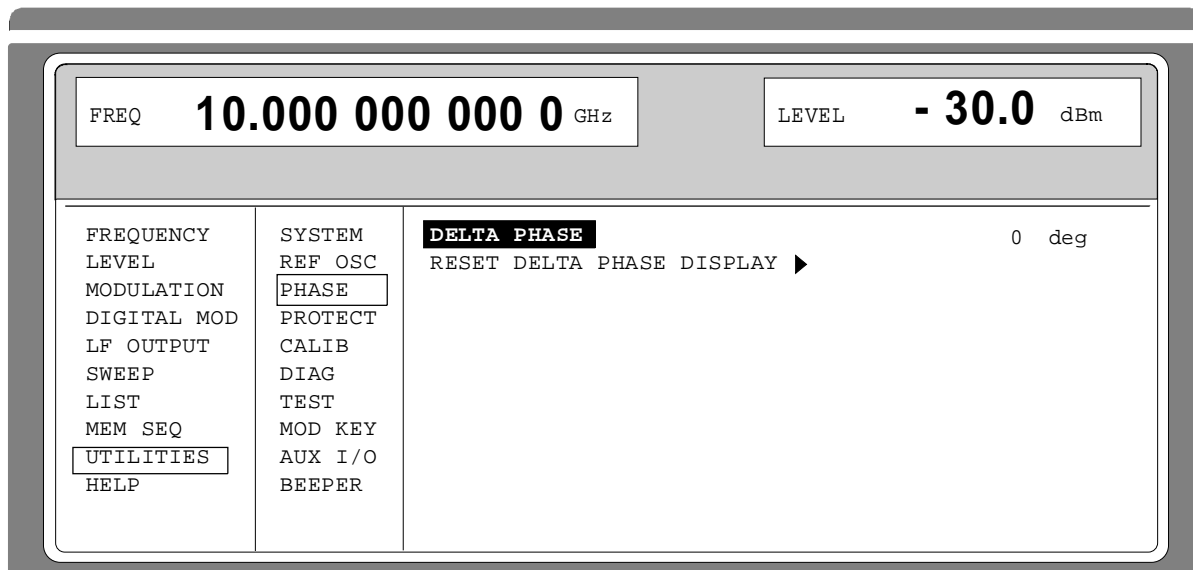 FREQ 10.000 000 000 0 GHz
LEVEL - 30.0 dBm
FREQUENCY
LEVEL
MODULATION
DIGITAL MOD
LF OUTPUT
SWEEP
LIST
MEM SEQ
UTILITIES
HELP
SYSTEM
REF OSC
PHASE
PROTECT
CALIB
DIAG
TEST
MOD KEY
AUX I/O
BEEPER
DELTA PHASE 0 deg
RESET DELTA PHASE DISPLAY